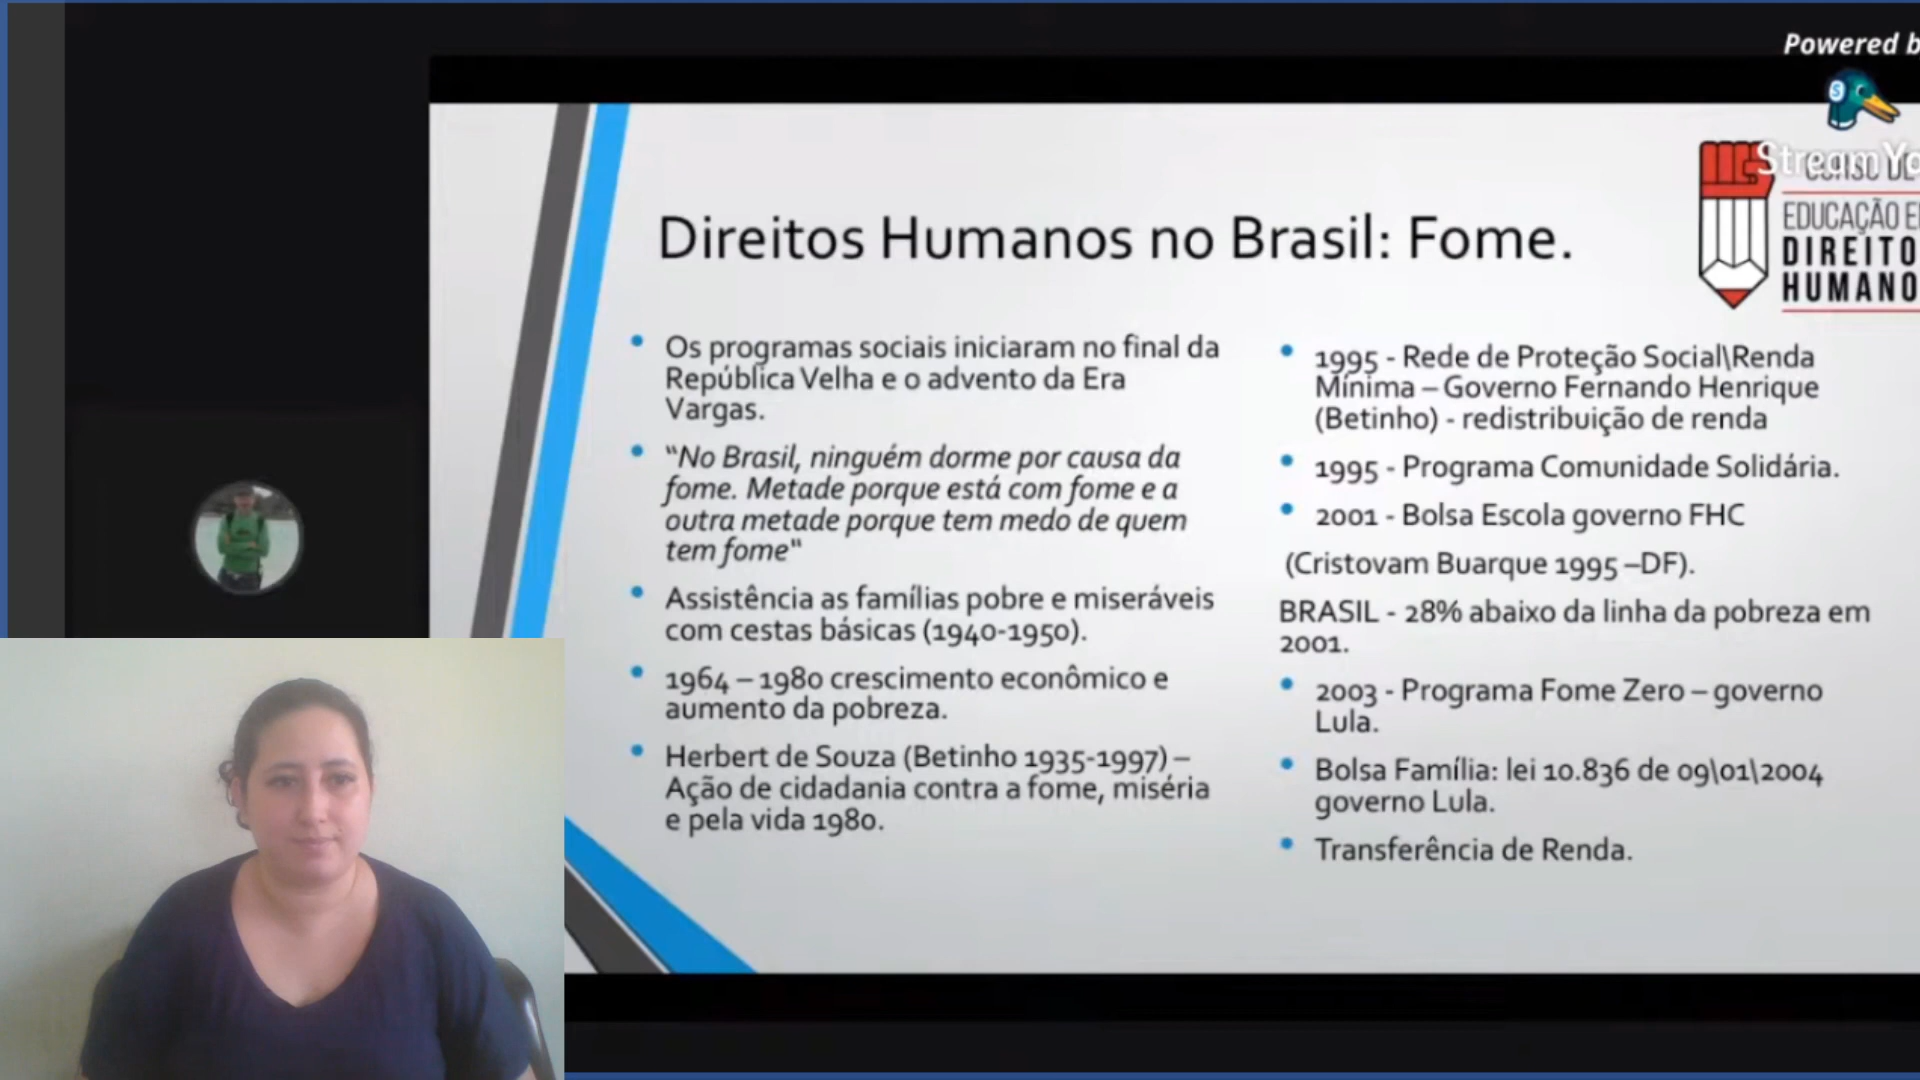 Powered b
StreamYa
CURSO DE
EDUCAÇÃO E
DIREITO
HUMANO
Direitos Humanos no Brasil: Fome.
Os programas sociais iniciaram no final da
República Velha e o advento da Era
Vargas.
"No Brasil, ninguém dorme por causa da
fome. Metade porque está com fome e a
outra metade porque tem medo de quem
tem fome"
Assistência as famílias pobre e miseráveis
com cestas básicas (1940-1950).
1964 – 1980 crescimento econômico e
aumento da pobreza.
Herbert de Souza (Betinho 1935-1997) –
Ação de cidadania contra a fome, miséria
e pela vida 1980.
1995 - Rede de Proteção Social\Renda
Mínima – Governo Fernando Henrique
(Betinho) - redistribuição de renda
1995 - Programa Comunidade Solidária.
2001 - Bolsa Escola governo FHC
(Cristovam Buarque 1995 –DF).
BRASIL - 28% abaixo da linha da pobreza em
2001.
2003 - Programa Fome Zero – governo
Lula.
Bolsa Família: lei 10.836 de 09\01\2004
governo Lula.
Transferência de Renda.